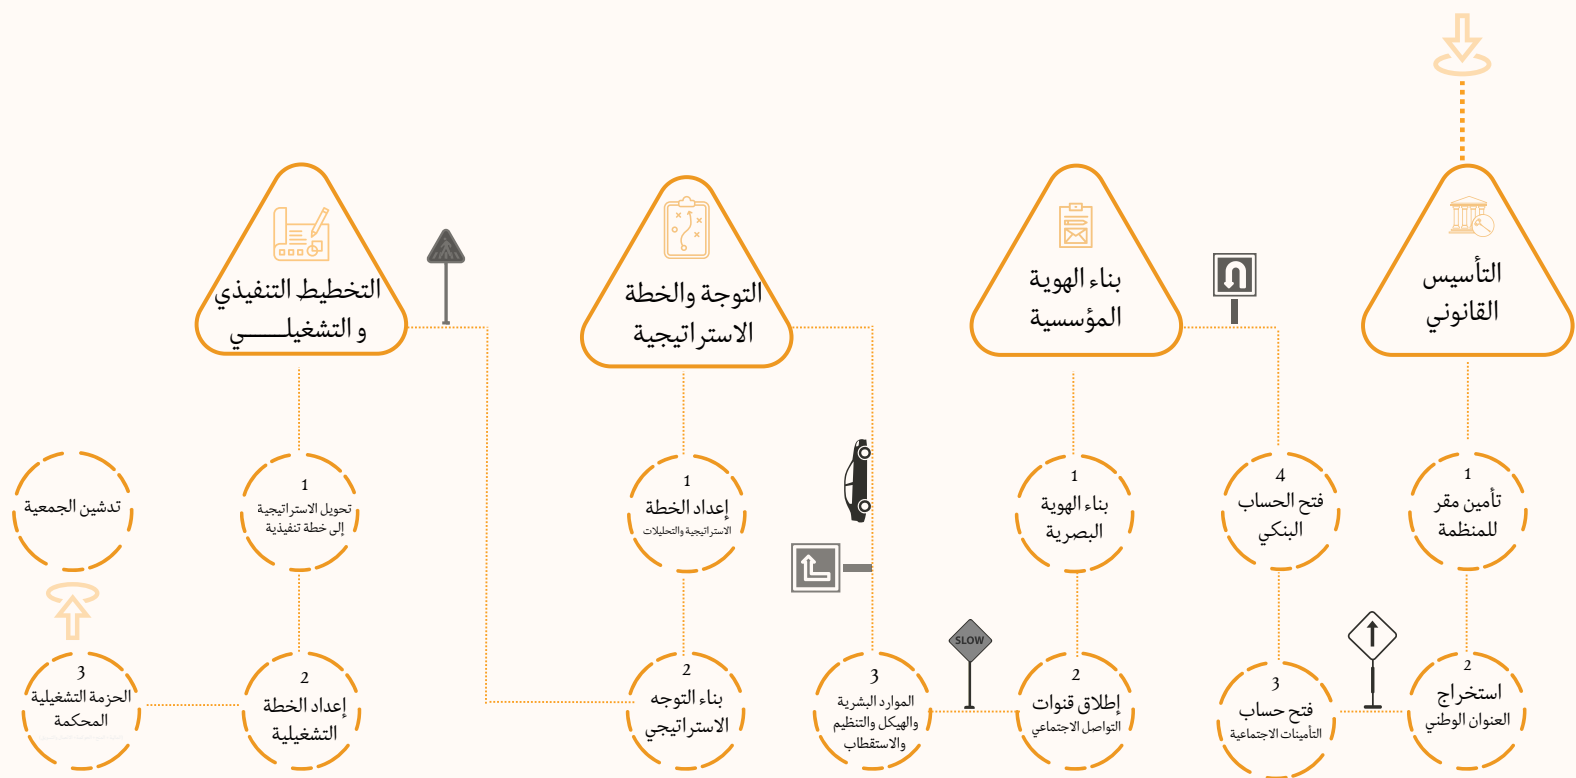 التأسيس
القانوني
1
تأمين مقر
للمنظمة
2
استخراج
العنوان الوطني
3
فتح حساب
التأمينات الاجتماعية
4
فتح الحساب
البنكي
بناء الهوية
المؤسسية
1
بناء الهوية
البصرية
2
إطلاق قنوات
التواصل الاجتماعي
SLOW
3
الموارد البشرية
والهيكل والتنظيم
والاستقطاب
التوجة والخطة
الاستراتيجية
1
إعداد الخطة
الاستراتيجية والتحليلات
2
بناء التوجه
الاستراتيجي
التخطيط التنفيذي
و التشغيلـــــي
1
تحويل الاستراتيجية
إلى خطة تنفيذية
2
إعداد الخطة
التشغيلية
3
الحزمة التشغيلية
المحكمة
تدشين الجمعية